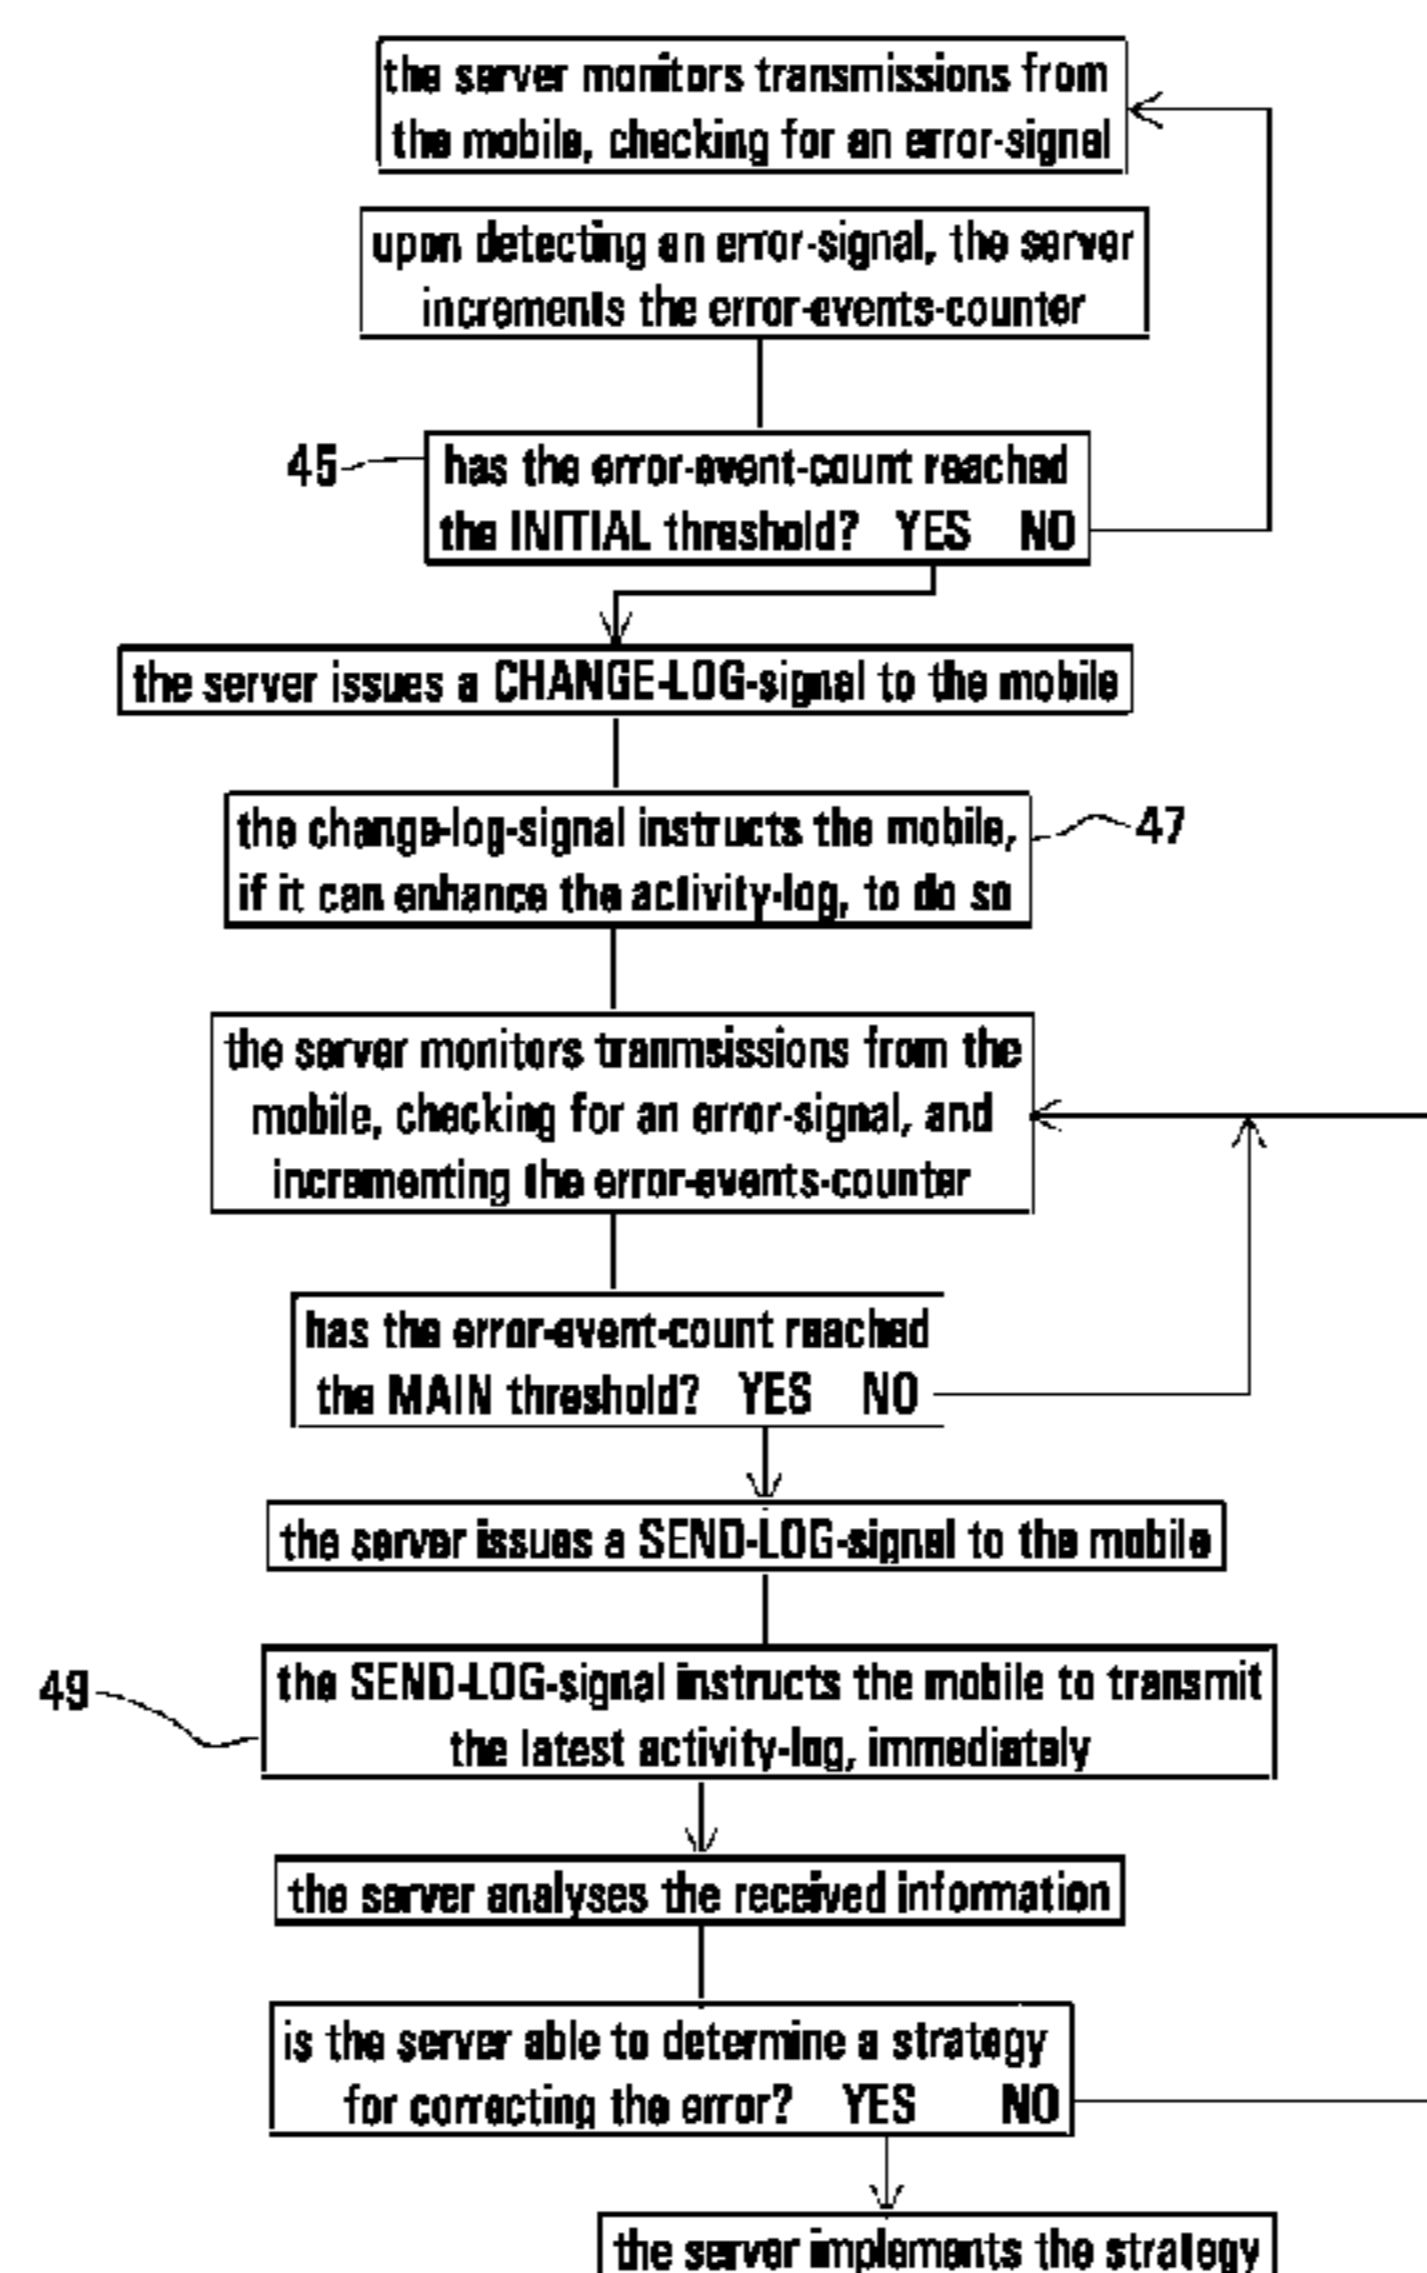 the server monitors transmissions from
the mobile, checking for an error-signal
upon detecting an error-signal, the server
increments the error-events-counter
45
has the error-event-count reached
the INITIAL threshold? YES NO
the server issues a CHANGE-LOG-signal to the mobile
the change-log-signal instructs the mobile,
if it can enhance the activity-log, to do so
47
the server monitors tranmsissions from the
mobile, checking for an error-signal, and
incrementing the error-events-counter
has the error-event-count reached
the MAIN threshold? YES NO
the server issues a SEND-LOG-signal to the mobile
49
the SEND-LOG-signal instructs the mobile to transmit
the latest activity-log, immediately
the server analyses the received information
is the server able to determine a strategy
for correcting the error? YES NO
the server implements the strategy